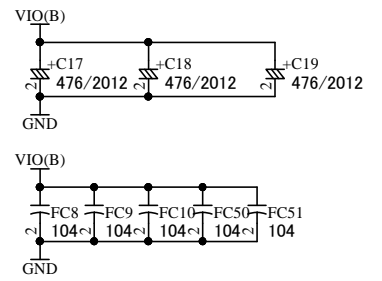 VIO(B)
+C17 +C18 +C19
2 476/2012 2 476/2012 2 476/2012
GND
VIO(B)
FC8 FC9 FC10 FC50 FC51
2 104 2 104 2 104 2 104 2 104
GND